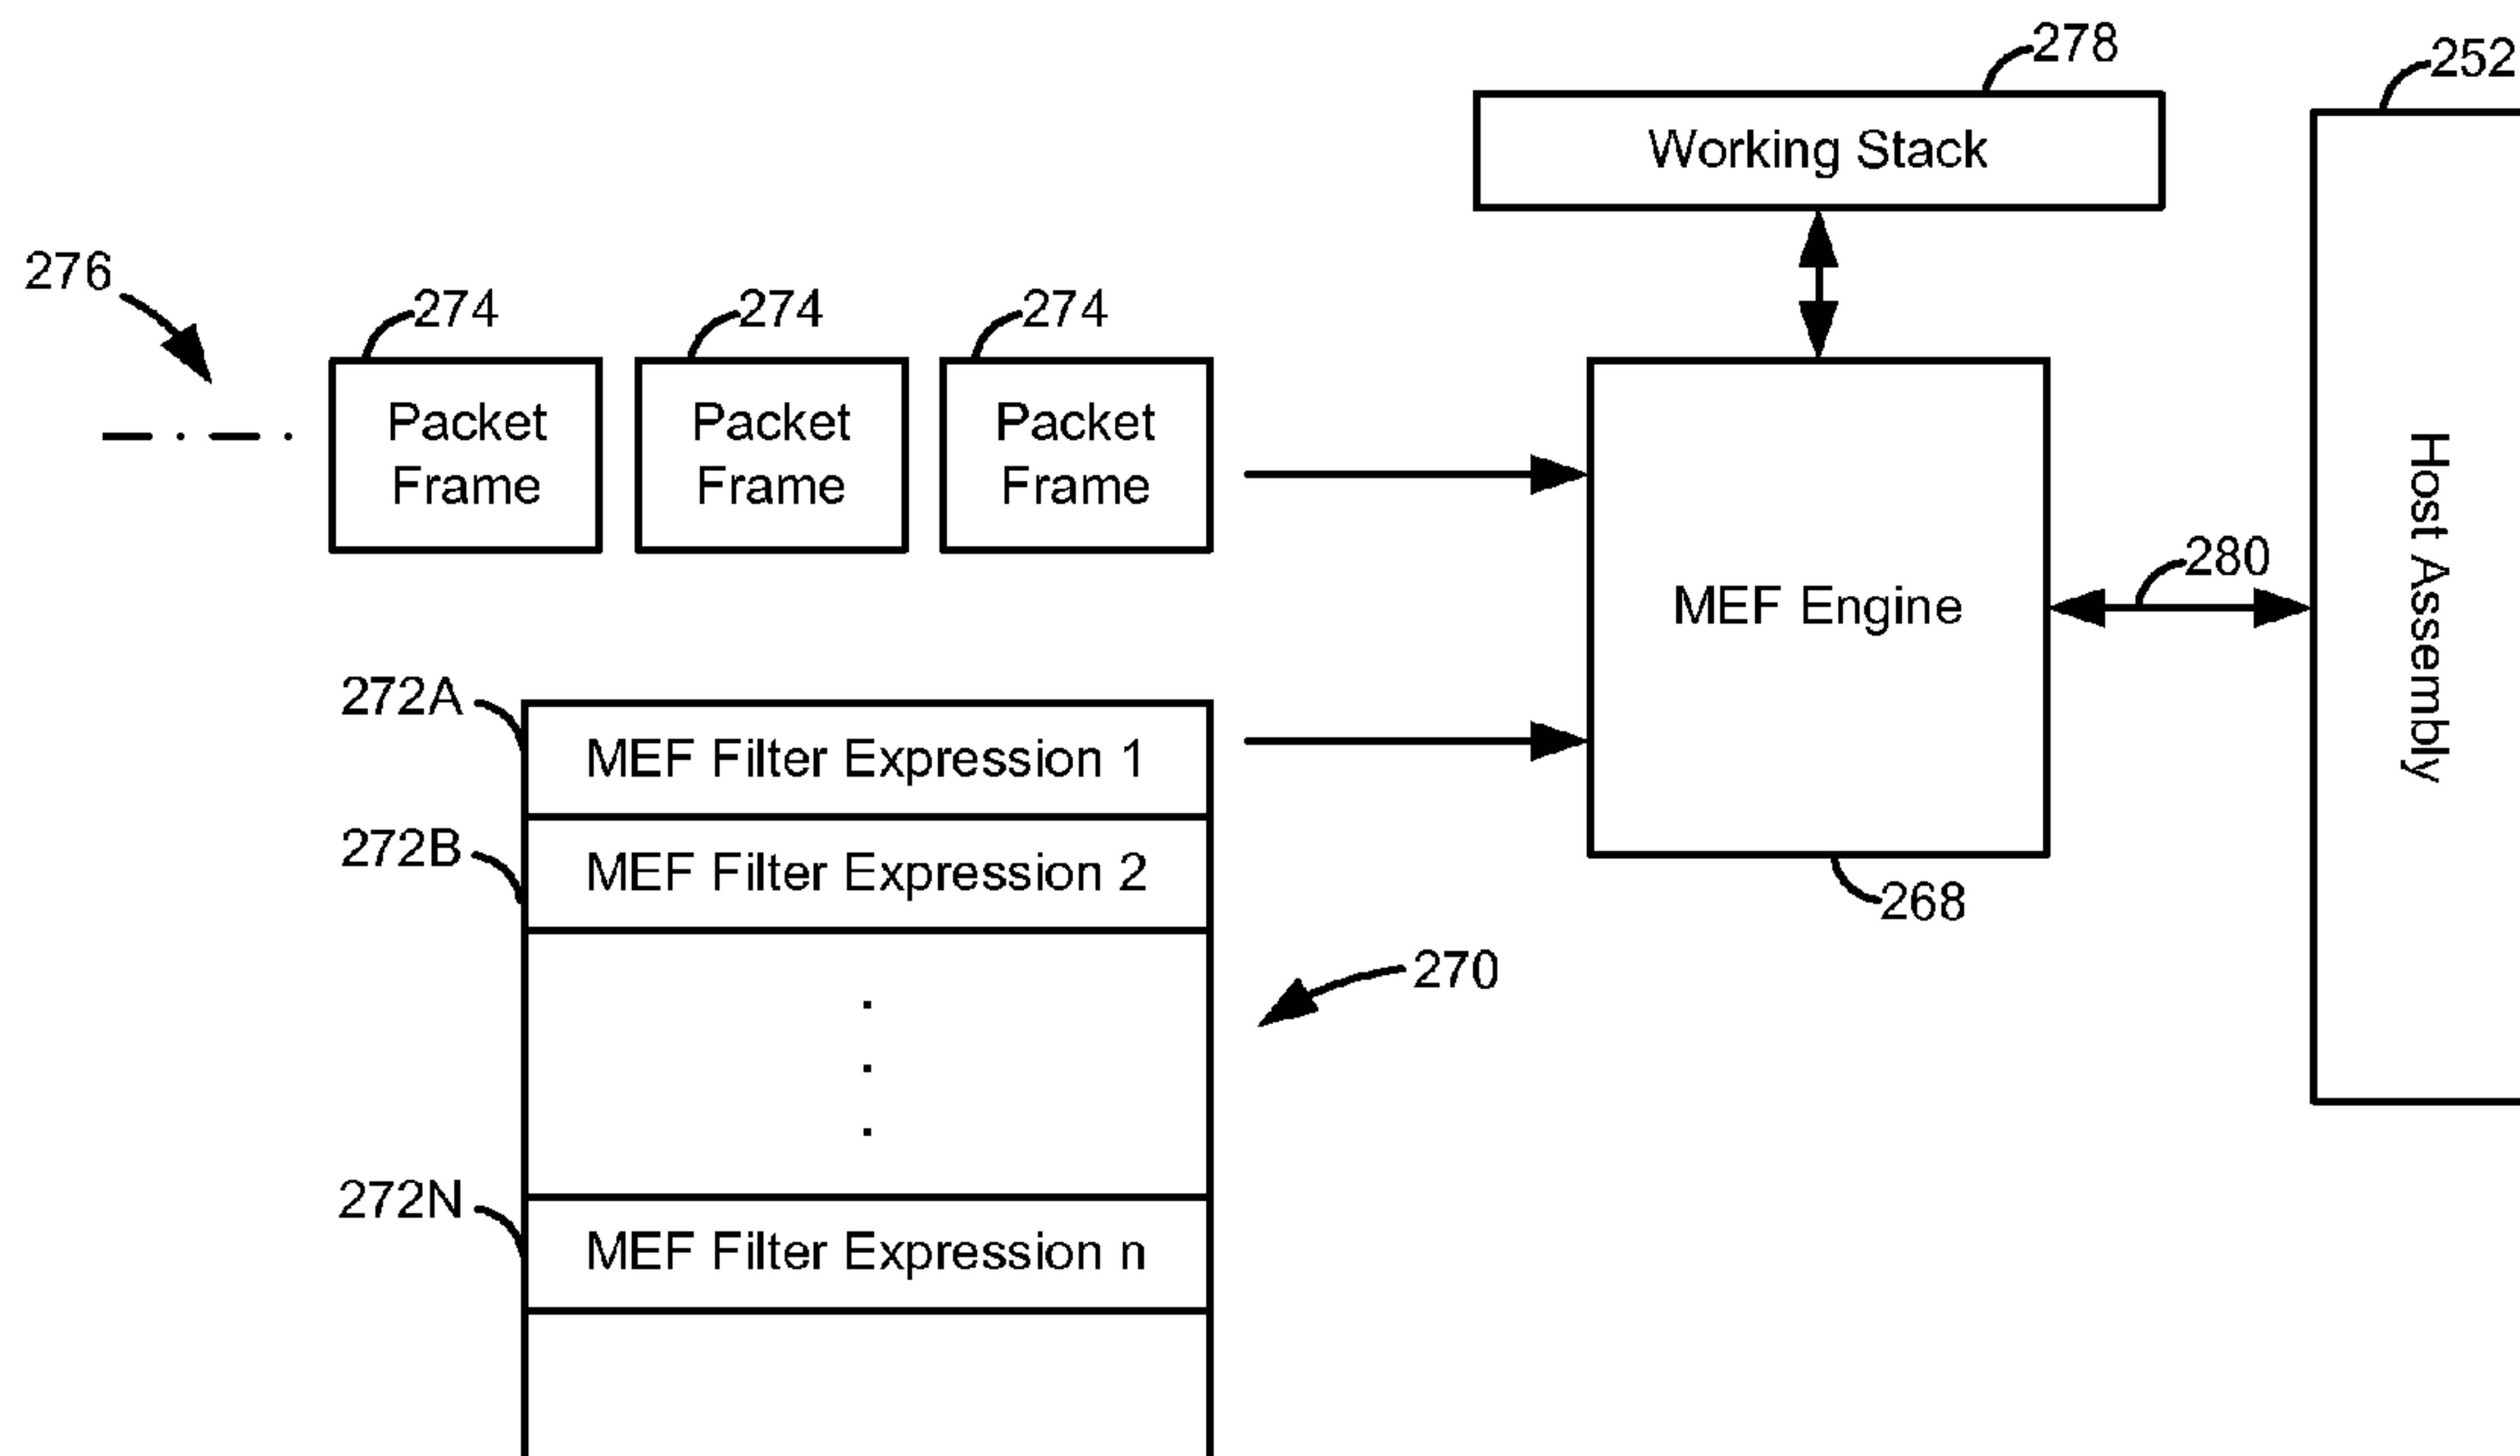 278
252
Working Stack
276
274
274
274
Packet
Frame
Packet
Frame
Packet
Frame
Host Assembly
280
MEF Engine
272A
MEF Filter Expression 1
272B
MEF Filter Expression 2
268
270
272N
MEF Filter Expression n